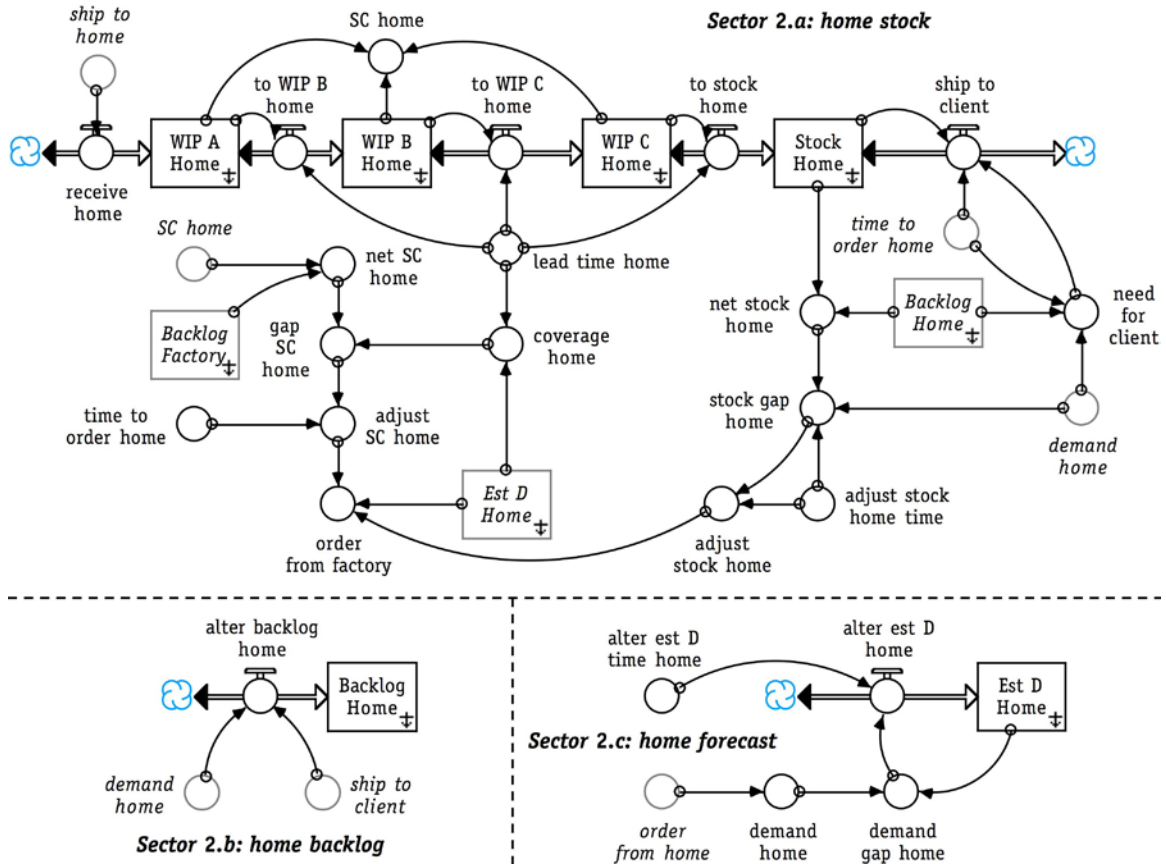 ship to
home
SC home
Sector 2.a: home stock
to WIP B
home
to WIP C
home
to stock
home
ship to
client
WIP A
Home
WIP B
Home
WIP C
Home
Stock
Home
receive
home
SC home
net SC
home
lead time home
time to
order home
Backlog
Factory
gap
SC
home
coverage
home
net stock
home
Backlog
Home
need
for
client
time to
order home
adjust
SC home
stock gap
home
demand
home
Est D
Home
order
from factory
adjust
stock home
adjust stock
home time
alter backlog
home
Backlog
Home
demand
home
ship to
client
Sector 2.b: home backlog
alter est D
time home
alter est D
home
Est D
Home
Sector 2.c: home forecast
order
from home
demand
home
demand
gap home